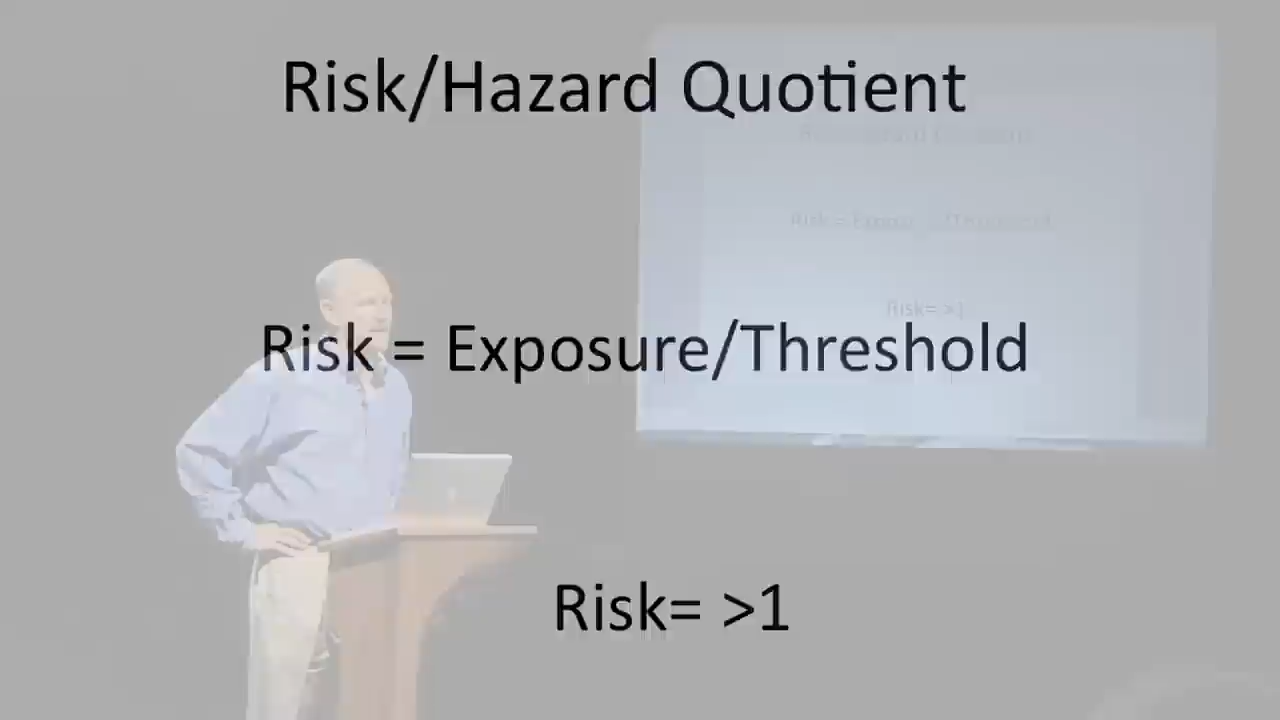 Risk/Hazard Quotient
Risk = Exposure/Threshold
Risk= >1